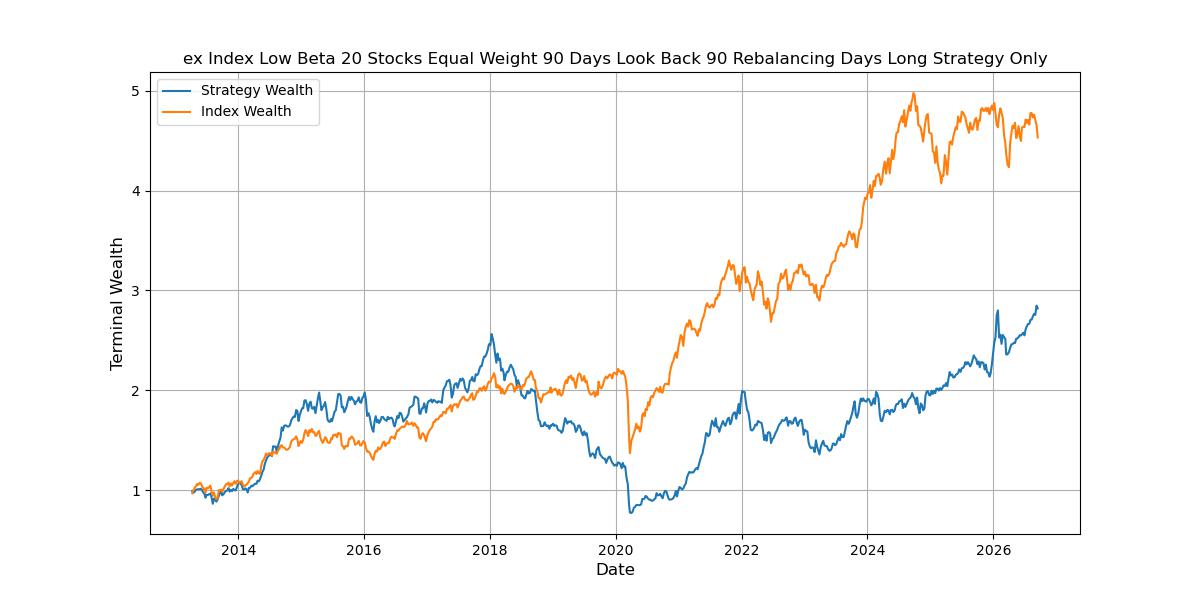 ex Index Low Beta 20 Stocks Equal Weight 90 Days Look Back 90 Rebalancing Days Long Strategy Only
Strategy Wealth
Index Wealth
Terminal Wealth
5
4
3
2
1
2014 2016 2018 2020 2022 2024 2026
Date